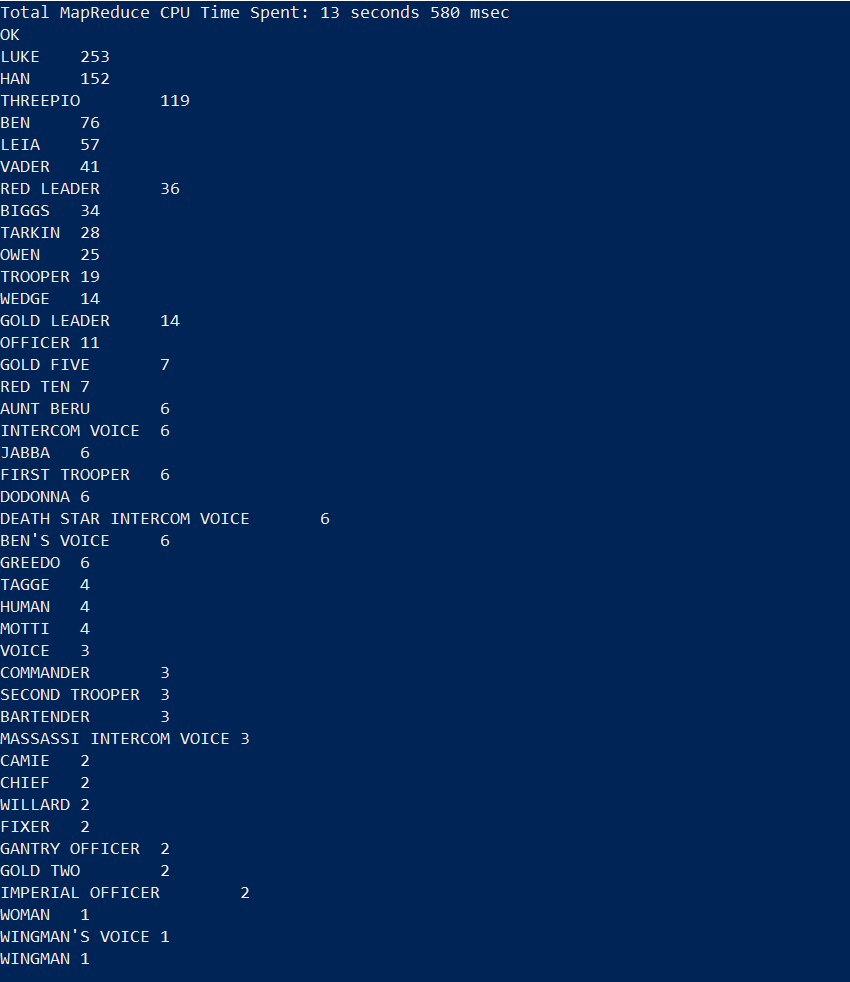 Total MapReduce CPU Time Spent: 13 seconds 580 msec
OK
LUKE 253
HAN 152
THREEPIO 119
BEN 76
LEIA 57
VADER 41
RED LEADER 36
BIGGS 34
TARKIN 28
OWEN 25
TROOPER 19
WEDGE 14
GOLD LEADER 14
OFFICER 11
GOLD FIVE 7
RED TEN 7
AUNT BERU 6
INTERCOM VOICE 6
JABBA 6
FIRST TROOPER 6
DODONNA 6
DEATH STAR INTERCOM VOICE 6
BEN'S VOICE 6
GREEDO 6
TAGGE 4
HUMAN 4
MOTTI 4
VOICE 3
COMMANDER 3
SECOND TROOPER 3
BARTENDER 3
MASSASSI INTERCOM VOICE 3
CAMIE 2
CHIEF 2
WILLARD 2
FIXER 2
GANTRY OFFICER 2
GOLD TWO 2
IMPERIAL OFFICER 2
WOMAN 1
WINGMAN'S VOICE 1
WINGMAN 1